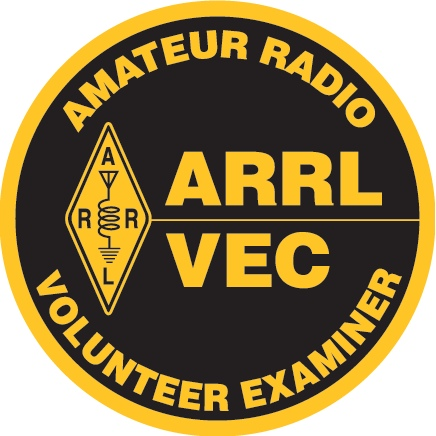 AMATEUR RADIO
A
R R
L
ARRL
VEC
VOLUNTEER EXAMINER